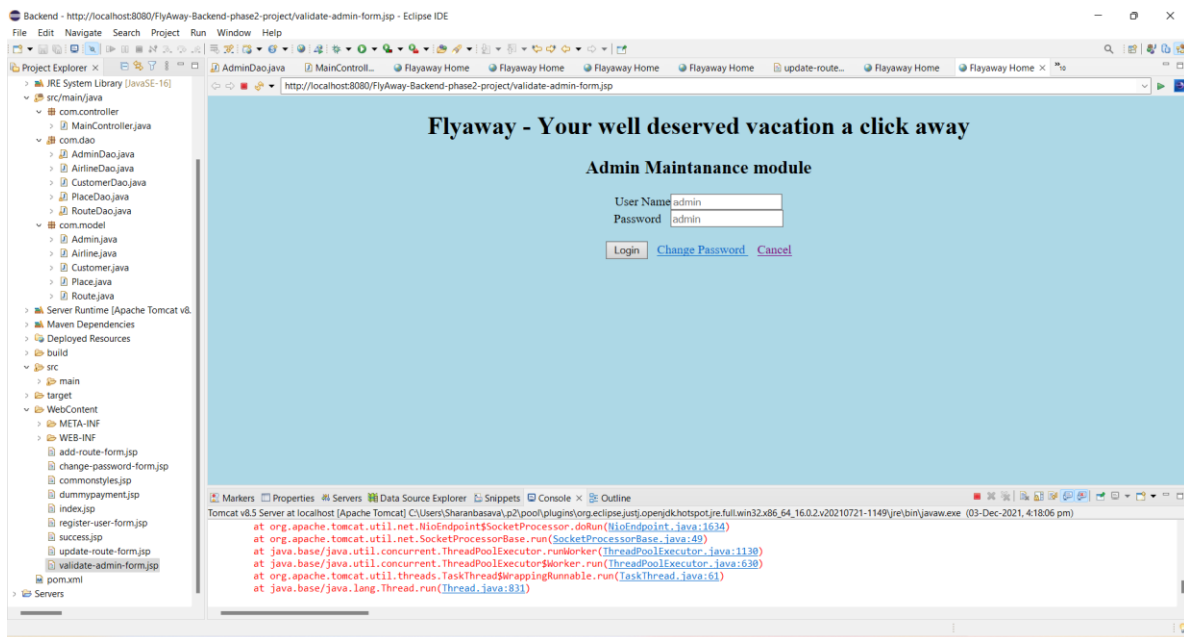 Backend - http://localhost:8080/FlyAway-Backend-phase2-project/validate-admin-form.jsp - Eclipse IDE
File Edit Navigate Search Project Run Window Help
Project Explorer
AdminDao.java MainControll... Flayaway Home Flayaway Home Flayaway Home Flayaway Home update-route... Flayaway Home Flayaway Home »10
http://localhost:8080/FlyAway-Backend-phase2-project/validate-admin-form.jsp
JRE System Library [JavaSE-16]
src/main/java
com.controller
MainController.java
com.dao
AdminDao.java
AirlineDao.java
CustomerDao.java
PlaceDao.java
RouteDao.java
com.model
Admin.java
Airline.java
Customer.java
Place.java
Route.java
Server Runtime [Apache Tomcat v8.
Maven Dependencies
Deployed Resources
build
src
main
target
WebContent
META-INF
WEB-INF
add-route-form.jsp
change-password-form.jsp
commonstyles.jsp
dummypayment.jsp
index.jsp
register-user-form.jsp
success.jsp
update-route-form.jsp
validate-admin-form.jsp
pom.xml
Servers
Flyaway - Your well deserved vacation a click away
Admin Maintanance module
User Name admin
Password admin
Login Change Password Cancel
Markers Properties Servers Data Source Explorer Snippets Console Outline
Tomcat v8.5 Server at localhost [Apache Tomcat] C:\Users\Sharanbasava\.p2\pool\plugins\org.eclipse.justj.openjdk.hotspot.jre.full.win32.x86_64_16.0.2.v20210721-1149\jre\bin\javaw.exe (03-Dec-2021, 4:18:06 pm)
at org.apache.tomcat.util.net.NioEndpoint$SocketProcessor.doRun(NioEndpoint.java:1634)
at org.apache.tomcat.util.net.SocketProcessorBase.run(SocketProcessorBase.java:49)
at java.base/java.util.concurrent.ThreadPoolExecutor.runWorker(ThreadPoolExecutor.java:1130)
at java.base/java.util.concurrent.ThreadPoolExecutor$Worker.run(ThreadPoolExecutor.java:630)
at org.apache.tomcat.util.threads.TaskThread$WrappingRunnable.run(TaskThread.java:61)
at java.base/java.lang.Thread.run(Thread.java:831)